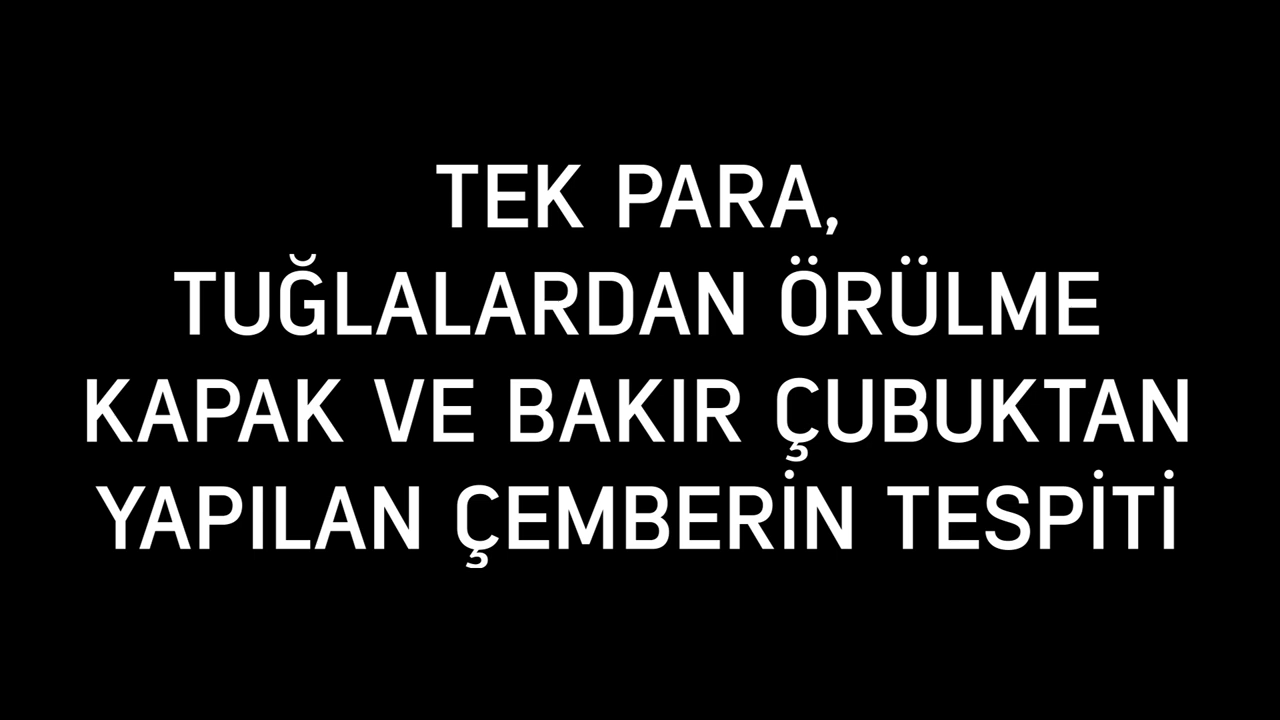 TEK PARA,
TUĞLALARDAN ÖRÜLME
KAPAK VE BAKIR ÇUBUKTAN
YAPILAN ÇEMBERİN TESPİTİ